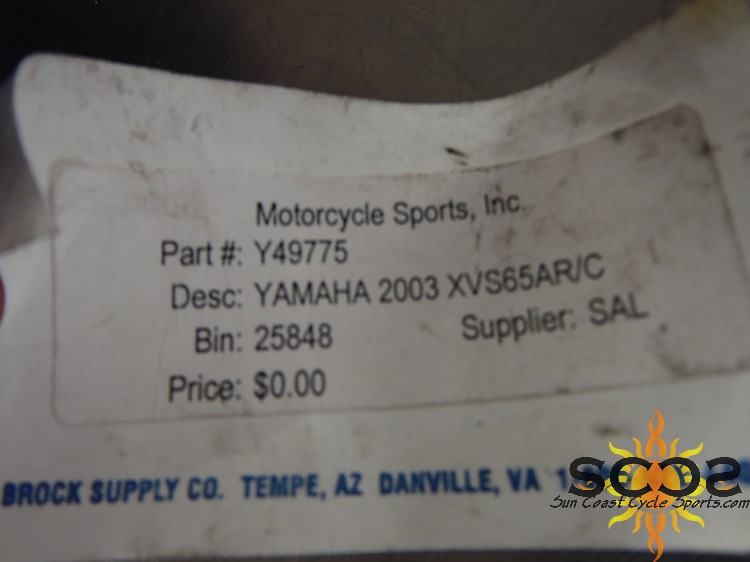 Motorcycle Sports, Inc.
Part #: Y49775
Desc: YAMAHA 2003 XVS65AR/C
Bin: 25848 Supplier: SAL
Price: $0.00
BROCK SUPPLY CO. TEMPE, AZ DANVILLE, VA
SCCS
Sun Coast Cycle Sports.com